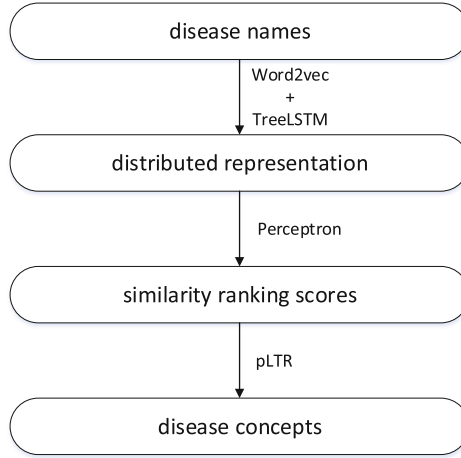 disease names
Word2vec
+
TreeLSTM
distributed representation
Perceptron
similarity ranking scores
pLTR
disease concepts